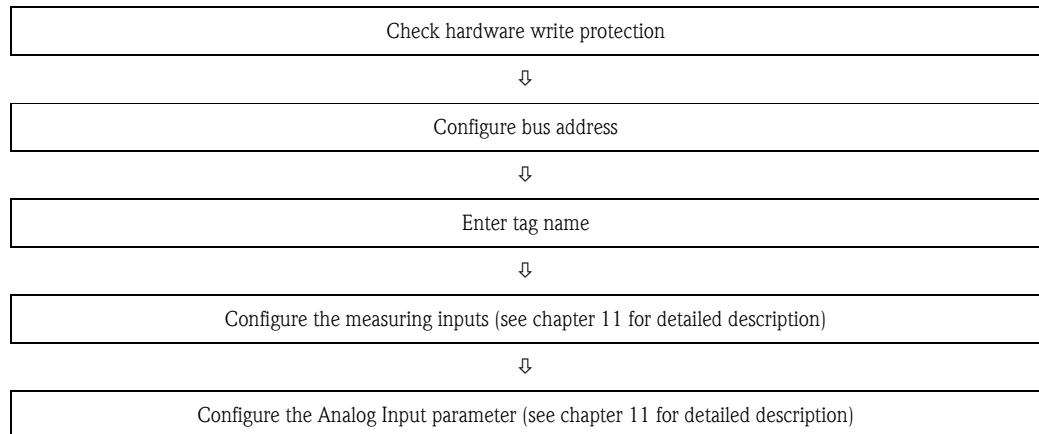 Check hardware write protection
⇩
Configure bus address
⇩
Enter tag name
⇩
Configure the measuring inputs (see chapter 11 for detailed description)
⇩
Configure the Analog Input parameter (see chapter 11 for detailed description)